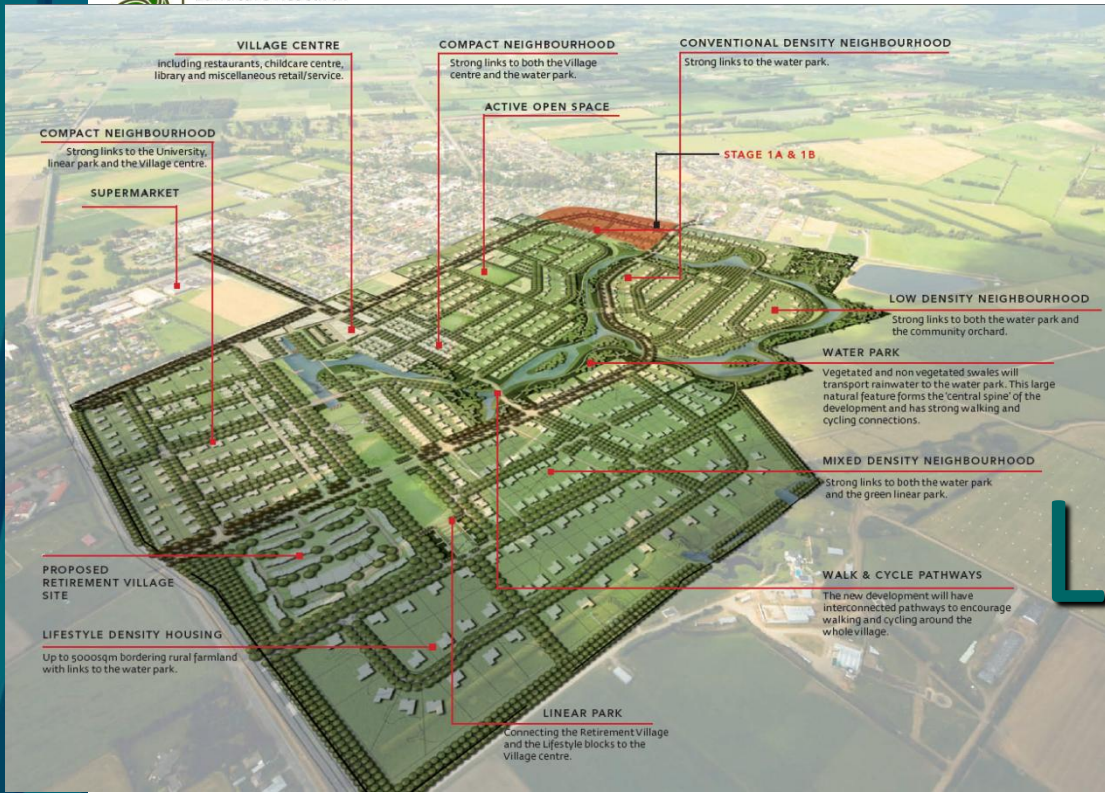 VILLAGE CENTRE
including restaurants, childcare centre,
library and miscellaneous retail/service.
COMPACT NEIGHBOURHOOD
Strong links to both the Village
centre and the water park.
CONVENTIONAL DENSITY NEIGHBOURHOOD
Strong links to the water park.
ACTIVE OPEN SPACE
COMPACT NEIGHBOURHOOD
Strong links to the University,
linear park and the Village centre.
STAGE 1A & 1B
SUPERMARKET
LOW DENSITY NEIGHBOURHOOD
Strong links to both the water park and
the community orchard.
WATER PARK
Vegetated and non vegetated swales will
transport rainwater to the water park. This large
natural feature forms the 'central spine' of the
development and has strong walking and
cycling connections.
MIXED DENSITY NEIGHBOURHOOD
Strong links to both the water park
and the green linear park.
L
PROPOSED
RETIREMENT VILLAGE
SITE
WALK & CYCLE PATHWAYS
The new development will have
interconnected pathways to encourage
walking and cycling around the
whole village.
LIFESTYLE DENSITY HOUSING
Up to 5000sqm bordering rural farmland
with links to the water park.
LINEAR PARK
Connecting the Retirement Village
and the Lifestyle blocks to the
Village centre.